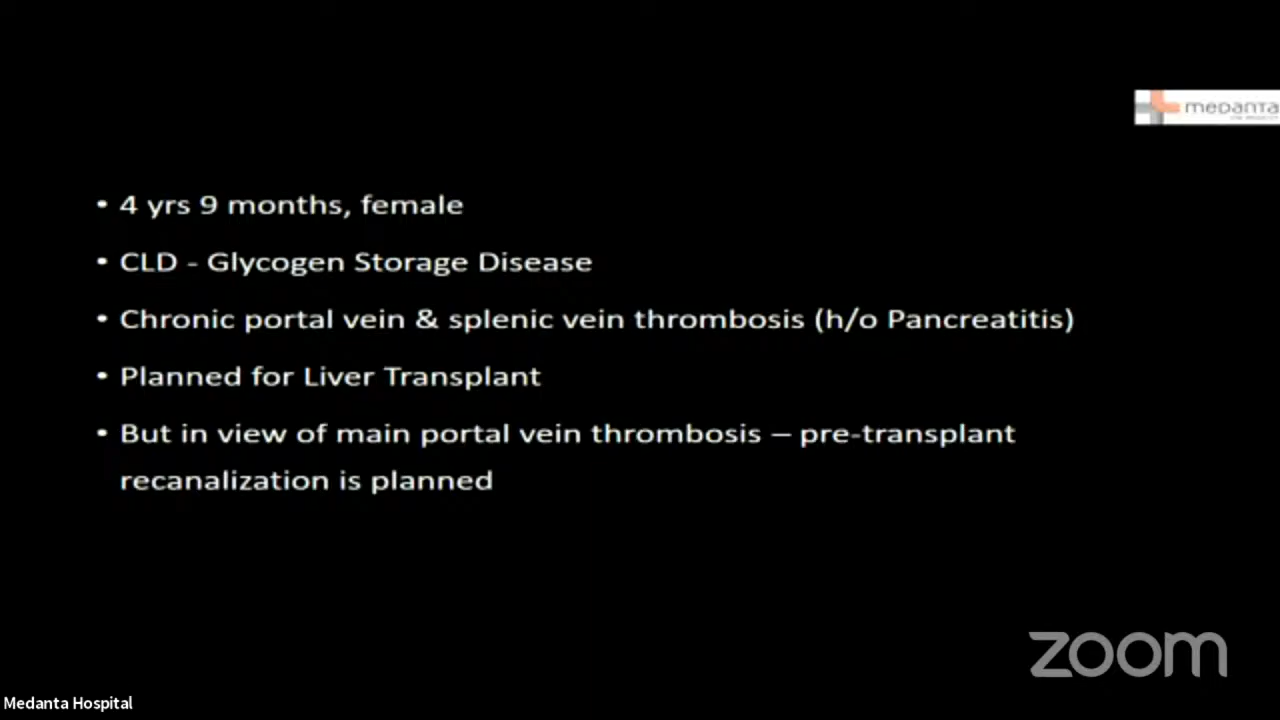 medanta
• 4 yrs 9 months, female
• CLD - Glycogen Storage Disease
• Chronic portal vein & splenic vein thrombosis (h/o Pancreatitis)
• Planned for Liver Transplant
• But in view of main portal vein thrombosis – pre-transplant
recanalization is planned
zoom
Medanta Hospital